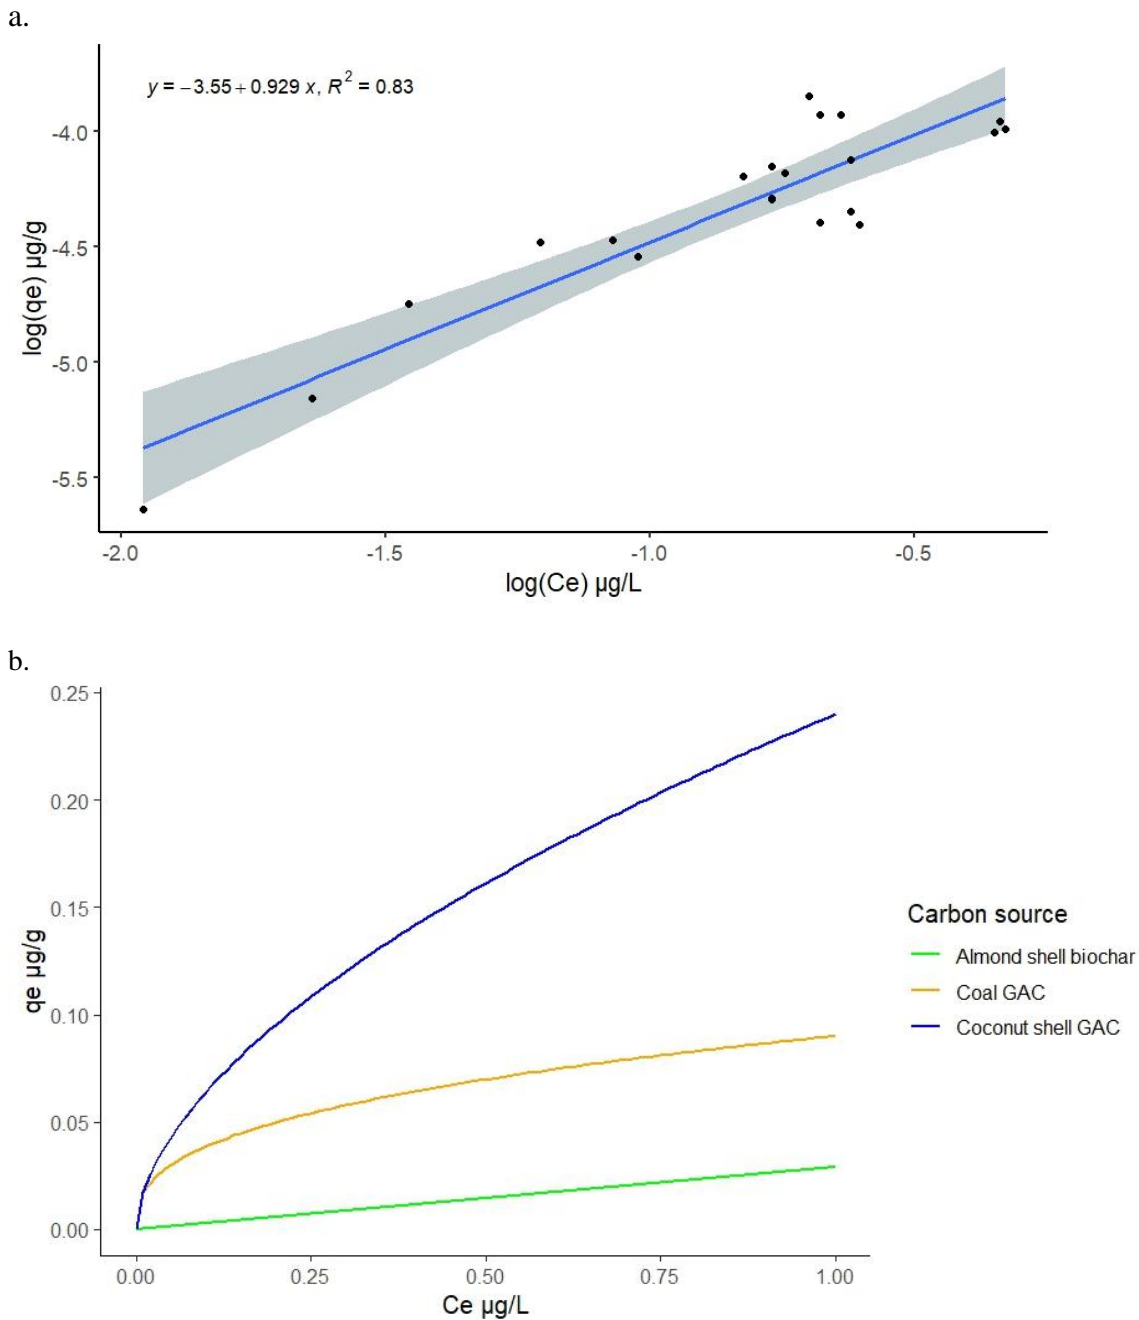 a.
y = −3.55 + 0.929 x, R² = 0.83
-4.0
-4.5
-5.0
-5.5
log(qe) µg/g
-2.0 -1.5 -1.0 -0.5
log(Ce) µg/L
b.
0.25
0.20
0.15
0.10
0.05
0.00
qe µg/g
0.00 0.25 0.50 0.75 1.00
Ce µg/L
Carbon source
Almond shell biochar
Coal GAC
Coconut shell GAC